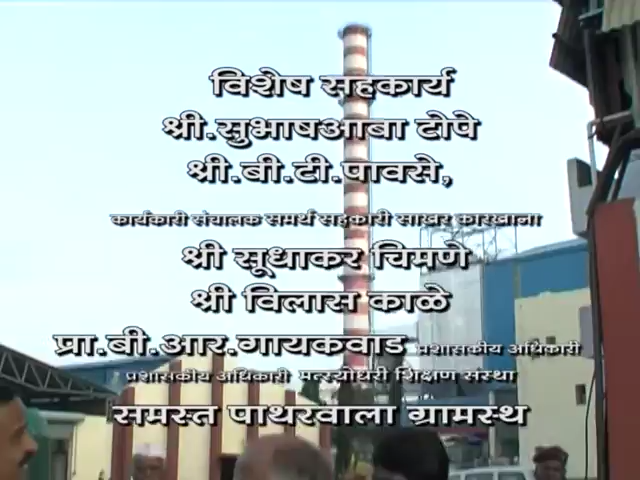 विशेष सहकार्य
श्री.सुभाषआबा टोपे
श्री.बी.टी.पावसे,
कार्यकारी संचालक समर्थ सहकारी साखर कारखाना
श्री सूधाकर चिमणे
श्री विलास काळे
प्रा.बी.आर.गायकवाड प्रशासकीय अधिकारी
प्रशासकीय अधिकारी मत्स्योधरी शिक्षण संस्था
समस्त पाथरवाला ग्रामस्थ